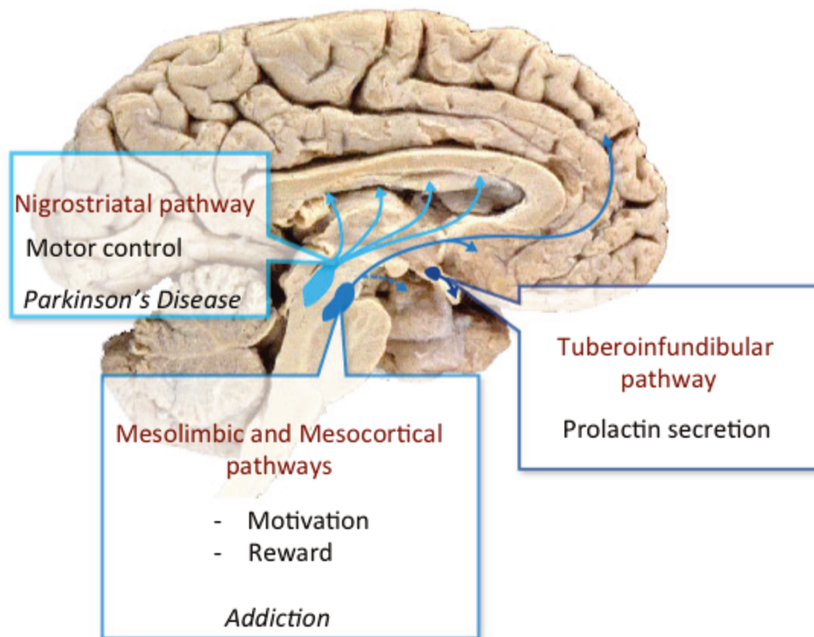 Nigrostriatal pathway
Motor control
Parkinson's Disease
Tuberoinfundibular
pathway
Prolactin secretion
Mesolimbic and Mesocortical
pathways
- Motivation
- Reward
Addiction